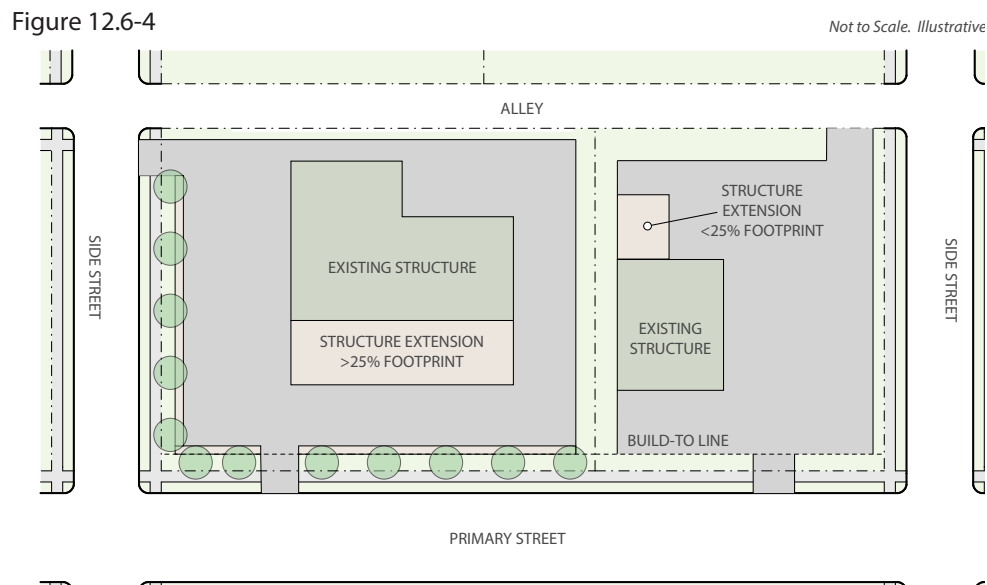 Figure 12.6-4
Not to Scale. Illustrative
ALLEY
STRUCTURE
EXTENSION
<25% FOOTPRINT
SIDE STREET
EXISTING STRUCTURE
SIDE STREET
STRUCTURE EXTENSION
>25% FOOTPRINT
EXISTING
STRUCTURE
BUILD-TO LINE
PRIMARY STREET